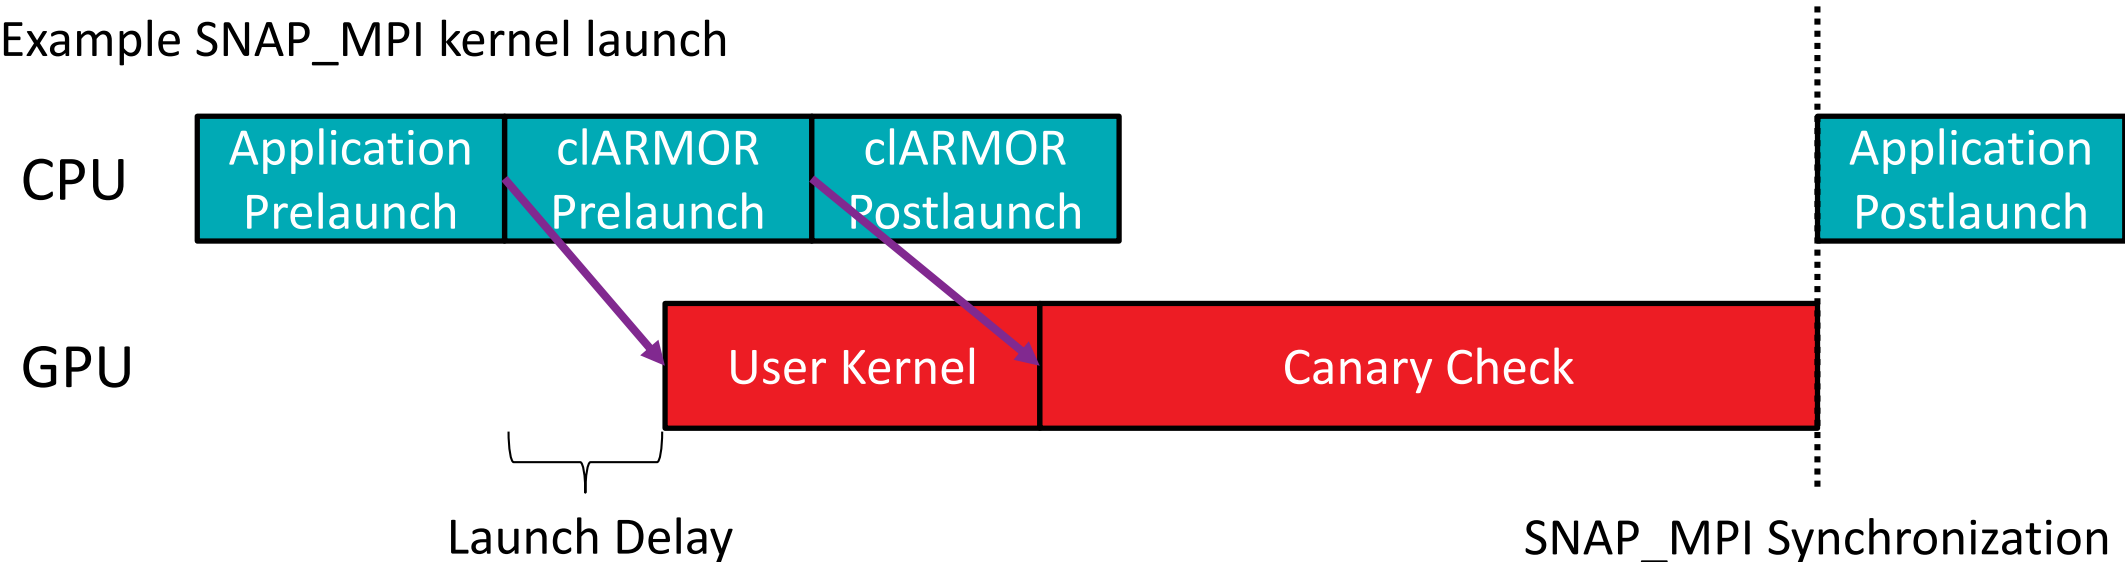 Example SNAP_MPI kernel launch
CPU
Application
Prelaunch
clARMOR
Prelaunch
clARMOR
Postlaunch
Application
Postlaunch
GPU
User Kernel
Canary Check
Launch Delay
SNAP_MPI Synchronization